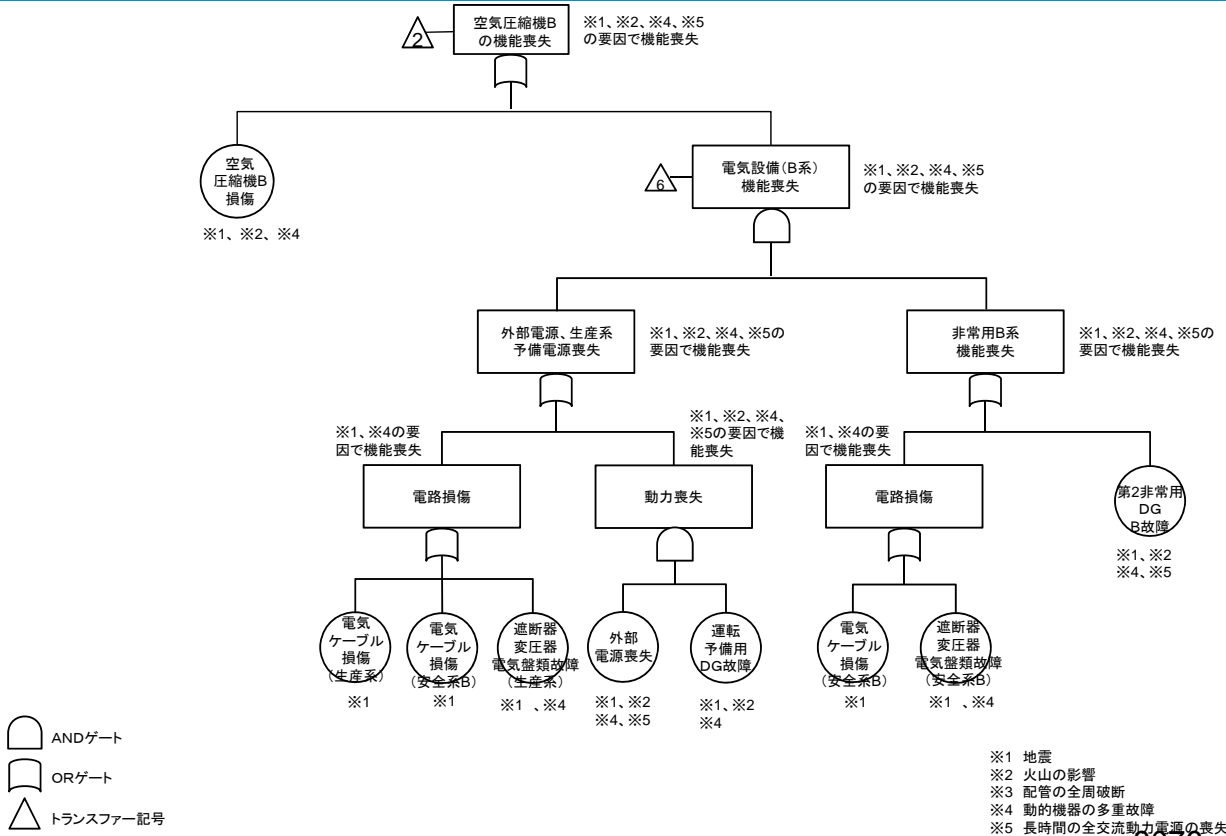 2
空気圧縮機B
の機能喪失
※1、※2、※4、※5
の要因で機能喪失
空気
圧縮機B
損傷
※1、※2、※4
6
電気設備(B系)
機能喪失
※1、※2、※4、※5
の要因で機能喪失
外部電源、生産系
予備電源喪失
※1、※2、※4、※5の
要因で機能喪失
非常用B系
機能喪失
※1、※2、※4、※5の
要因で機能喪失
※1、※4の要
因で機能喪失
電路損傷
※1、※2、※4、
※5の要因で機
能喪失
動力喪失
※1、※4の要
因で機能喪失
電路損傷
第2非常用
DG
B故障
※1、※2
※4、※5
電気
ケーブル
損傷
(生産系)
※1
電気
ケーブル
損傷
(安全系B)
※1
遮断器
変圧器
電気盤類故障
(生産系)
※1 、※4
外部
電源喪失
※1、※2
※4、※5
運転
予備用
DG故障
※1、※2
※4
電気
ケーブル
損傷
(安全系B)
※1
遮断器
変圧器
電気盤類故障
(安全系B)
※1 、※4
ANDゲート
ORゲート
トランスファー記号
※1 地震
※2 火山の影響
※3 配管の全周破断
※4 動的機器の多重故障
※5 長時間の全交流動力電源の喪失